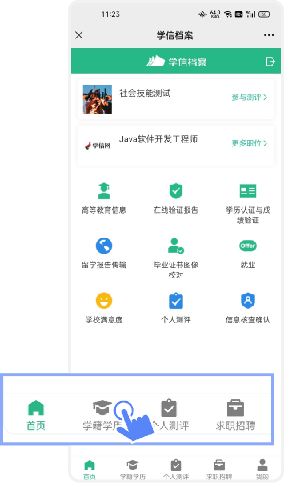 11:23
学信档案
学信档案
社会技能测试
参与测评 >
学信网
Java软件开发工程师
更多职位 >
高等教育信息
在线验证报告
学历认证与成
绩验证
留学报告传输
毕业证书图像
校对
Offer
就业
学校满意度
个人测评
信息核查确认
首页
学籍学历
个人测评
求职招聘
首页
学籍学历
个人测评
求职招聘
我的